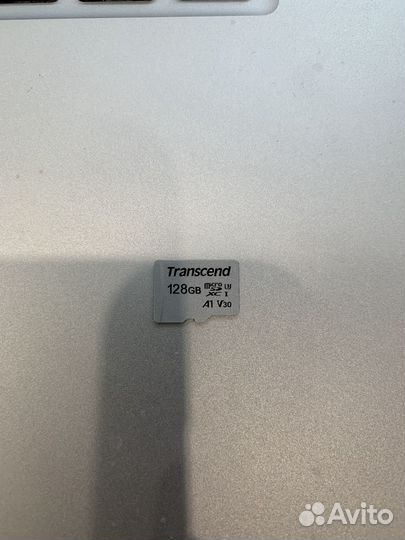 Transcend
128GB micro SD XC I U3
A1 V30
Avito